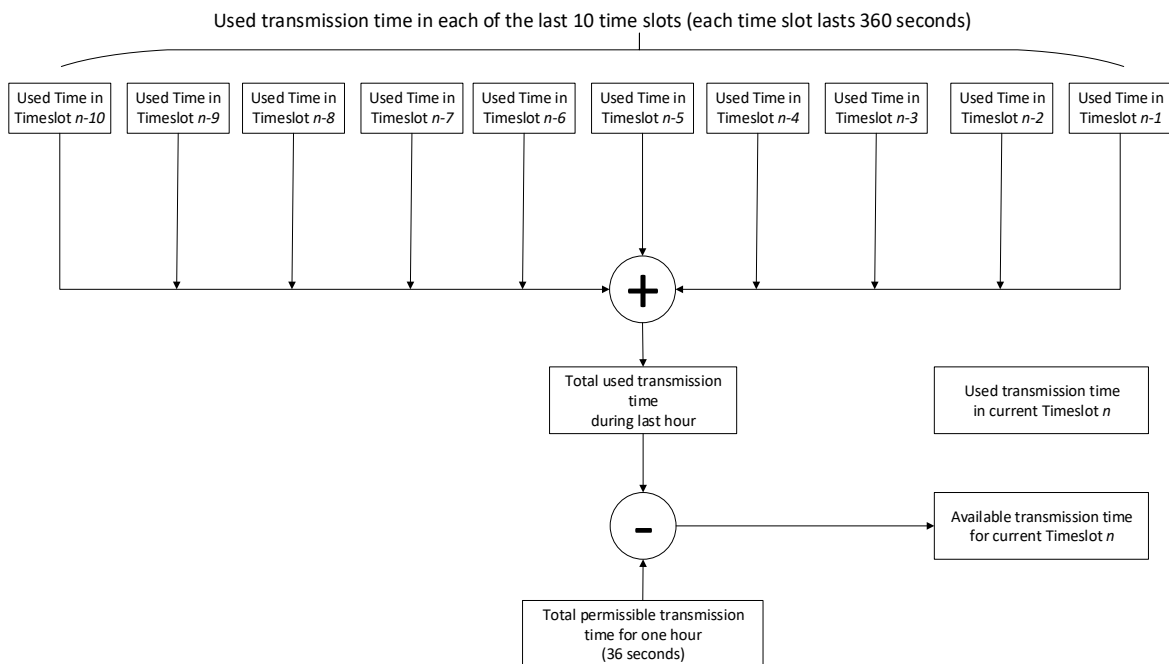 Used transmission time in each of the last 10 time slots (each time slot lasts 360 seconds)
Used Time in
Timeslot n-10
Used Time in
Timeslot n-9
Used Time in
Timeslot n-8
Used Time in
Timeslot n-7
Used Time in
Timeslot n-6
Used Time in
Timeslot n-5
Used Time in
Timeslot n-4
Used Time in
Timeslot n-3
Used Time in
Timeslot n-2
Used Time in
Timeslot n-1
+
Total used transmission
time
during last hour
Used transmission time
in current Timeslot n
-
Available transmission time
for current Timeslot n
Total permissible transmission
time for one hour
(36 seconds)